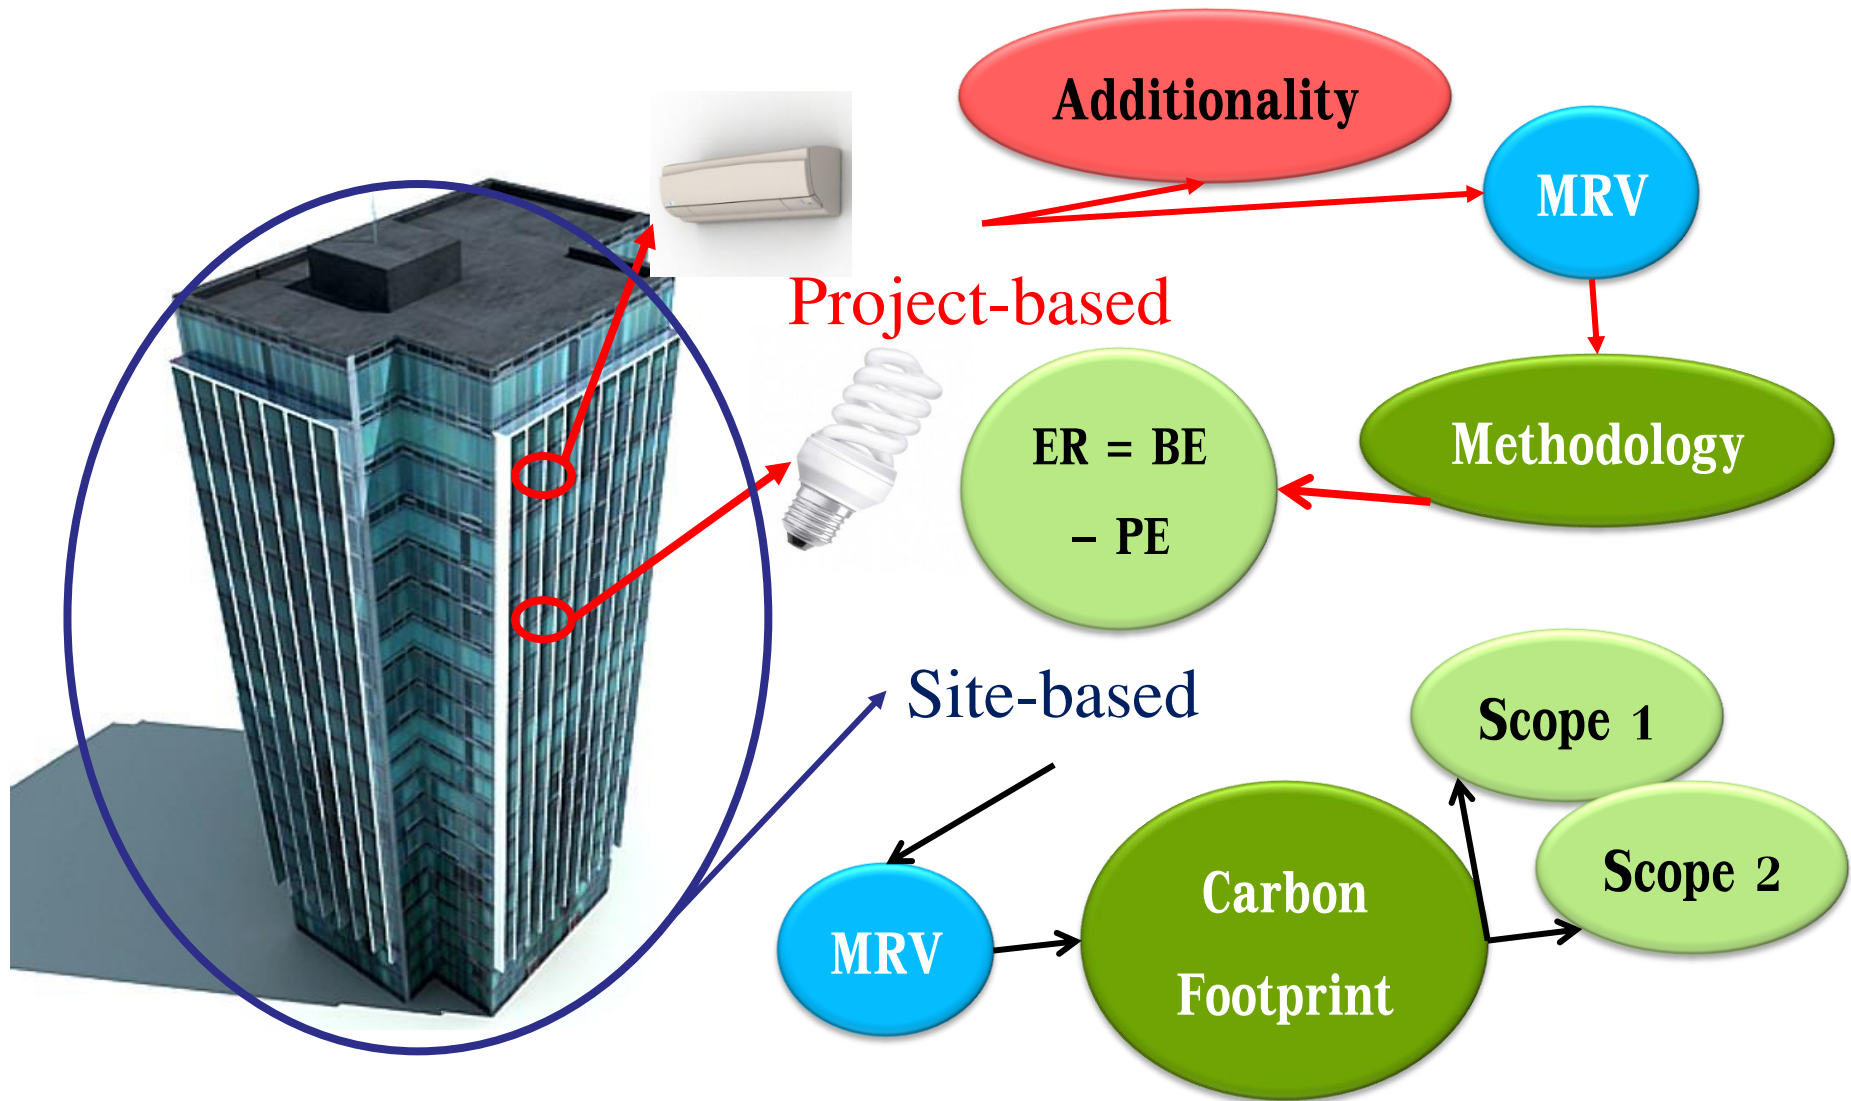 Additionality
MRV
Project-based
Methodology
ER = BE
– PE
Site-based
Scope 1
Scope 2
MRV
Carbon
Footprint